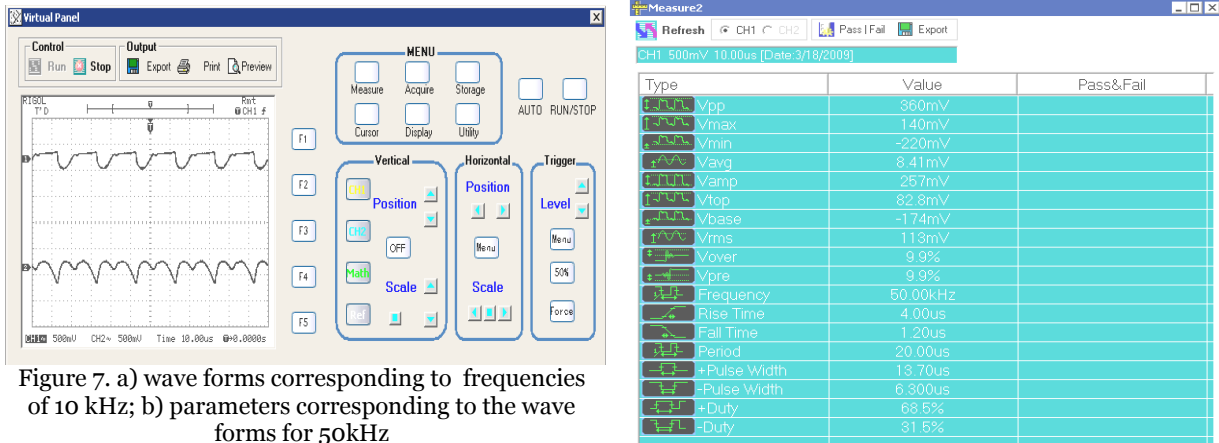 Virtual Panel
Control
Run Stop
Output
Export Print Preview
RIGOL
T'D
Rmt
CH1 f
CH1= 500mV CH2~ 500mV Time 10.00us 0.0000s
F1
F2
F3
F4
F5
MENU
Measure Acquire Storage
Cursor Display Utility
AUTO RUN/STOP
Vertical
CH1
Position
CH2
OFF
Math
Scale
Ref
Horizontal
Position
Menu
Scale
Trigger
Level
Menu
50%
Force
Figure 7. a) wave forms corresponding to frequencies
of 10 kHz; b) parameters corresponding to the wave
forms for 50kHz
Measure2
Refresh CH1 CH2 Pass|Fail Export
CH1 500mV 10.00us [Date:3/18/2009]
Type Value Pass&Fail
Vpp 360mV
Vmax 140mV
Vmin -220mV
Vavg 8.41mV
Vamp 257mV
Vtop 82.8mV
Vbase -174mV
Vrms 113mV
Vover 9.9%
Vpre 9.9%
Frequency 50.00kHz
Rise Time 4.00us
Fall Time 1.20us
Period 20.00us
+Pulse Width 13.70us
-Pulse Width 6.300us
+Duty 68.5%
-Duty 31.5%